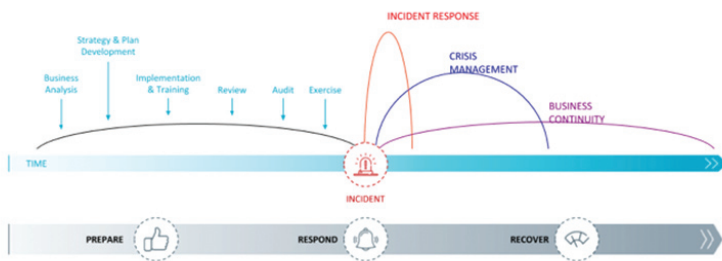 INCIDENT RESPONSE
Strategy & Plan
Development
CRISIS
MANAGEMENT
Business
Analysis
Implementation
& Training
Review
Audit
Exercise
BUSINESS
CONTINUITY
TIME
INCIDENT
PREPARE
RESPOND
RECOVER